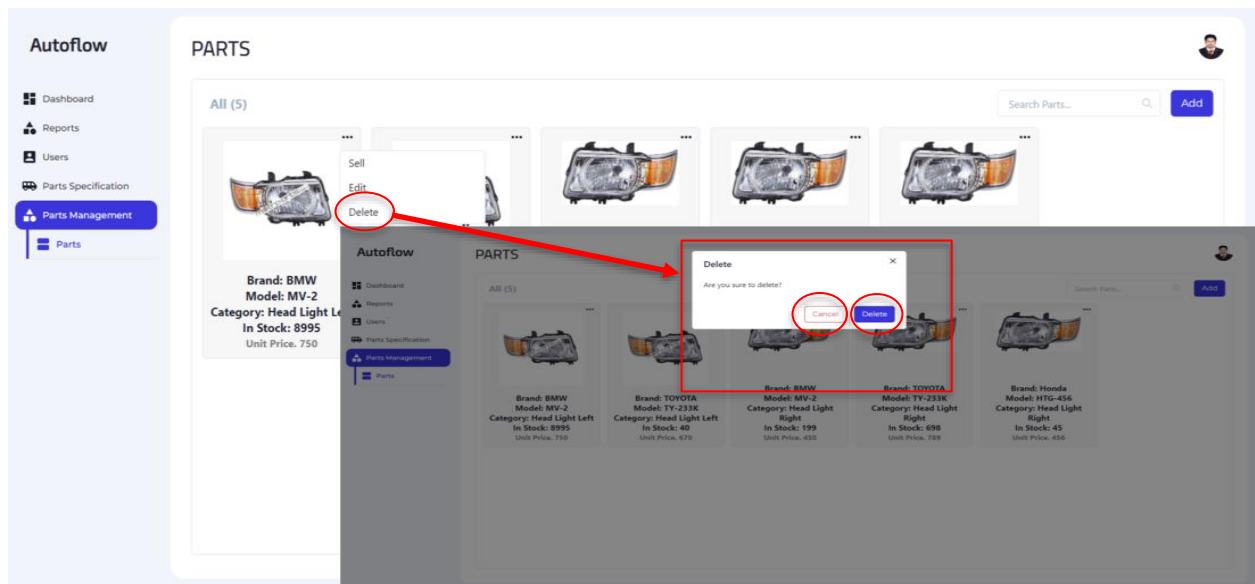 Autoflow
PARTS
Dashboard
Reports
Users
Parts Specification
Parts Management
Parts
All (5)
Search Parts...
Add
Sell
Edit
Delete
Brand: BMW
Model: MV-2
Category: Head Light Le
In Stock: 8995
Unit Price. 750
Autoflow
PARTS
Dashboard
Reports
Users
Parts Specification
Parts Management
Parts
All (5)
Search Parts...
Add
Delete
Are you sure to delete?
Cancel
Delete
Brand: BMW
Model: MV-2
Category: Head Light Left
In Stock: 8995
Unit Price. 750
Brand: TOYOTA
Model: TY-233K
Category: Head Light Left
In Stock: 40
Unit Price. 670
Brand: BMW
Model: MV-2
Category: Head Light
Right
In Stock: 199
Unit Price. 450
Brand: TOYOTA
Model: TY-233K
Category: Head Light
Right
In Stock: 698
Unit Price. 789
Brand: Honda
Model: HTG-456
Category: Head Light
Right
In Stock: 45
Unit Price. 456